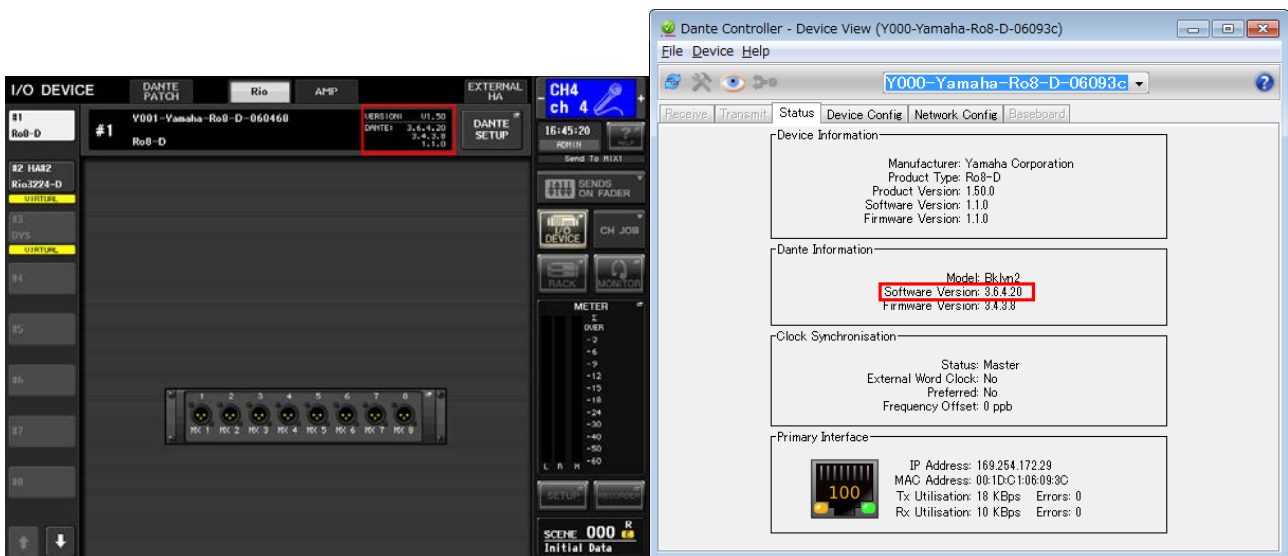 I/O DEVICE
DANTE PATCH
Rio
AMP
EXTERNAL HA
#1
Ro8-D
#1
Y001-Yamaha-Ro8-D-060460
Ro8-D
VERSION: V1.50
DANTE: 3.6.4.20
3.4.3.8
1.1.0
DANTE SETUP
#2 HA#2
Rio3224-D
VIRTUAL
#3
DVS
VIRTUAL
#4
#5
#6
#7
#8
1 2 3 4 5 6 7 8
MX 1 MX 2 MX 3 MX 4 MX 5 MX 6 MX 7 MX 8
CH4
ch 4
- +
16:45:20
ADMIN
?
HELP
Send To MIX1
SENDS ON FADER
I/O DEVICE
CH JOB
RACK
MONITOR
METER
Σ
OVER
-3
-6
-9
-12
-15
-18
-24
-30
-40
-50
-60
L R M
SETUP
RECORDER
SCENE 000 R
Initial Data
Dante Controller - Device View (Y000-Yamaha-Ro8-D-06093c)
File Device Help
Y000-Yamaha-Ro8-D-06093c
?
Receive Transmit Status Device Config Network Config Baseboard
Device Information
Manufacturer: Yamaha Corporation
Product Type: Ro8-D
Product Version: 1.50.0
Software Version: 1.1.0
Firmware Version: 1.1.0
Dante Information
Model: Bklyn2
Software Version: 3.6.4.20
Firmware Version: 3.4.3.8
Clock Synchronisation
Status: Master
External Word Clock: No
Preferred: No
Frequency Offset: 0 ppb
Primary Interface
100
IP Address: 169.254.172.29
MAC Address: 00:1D:C1:06:09:3C
Tx Utilisation: 18 KBps Errors: 0
Rx Utilisation: 10 KBps Errors: 0